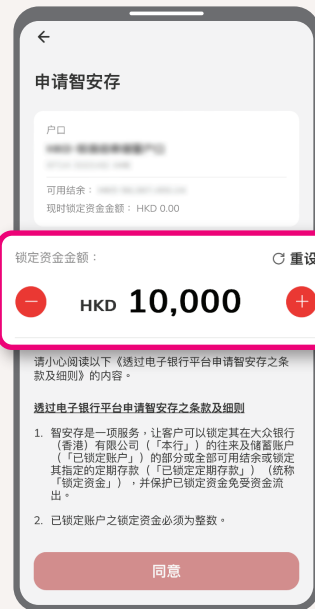 申请智安存
户口
可用结余：
现时锁定资金金额： HKD 0.00
锁定资金金额：
重设
HKD 10,000
请小心阅读以下《透过电子银行平台申请智安存之条
款及细则》的内容。
透过电子银行平台申请智安存之条款及细则
1. 智安存是一项服务，让客户可以锁定其在大众银行
（香港）有限公司（「本行」）的往来及储蓄账户
（「已锁定账户」）的部分或全部可用结余或锁定
其指定的定期存款（「已锁定定期存款」）（统称
「锁定资金」），并保护已锁定资金免受资金流
出。
2. 已锁定账户之锁定资金必须为整数。
同意